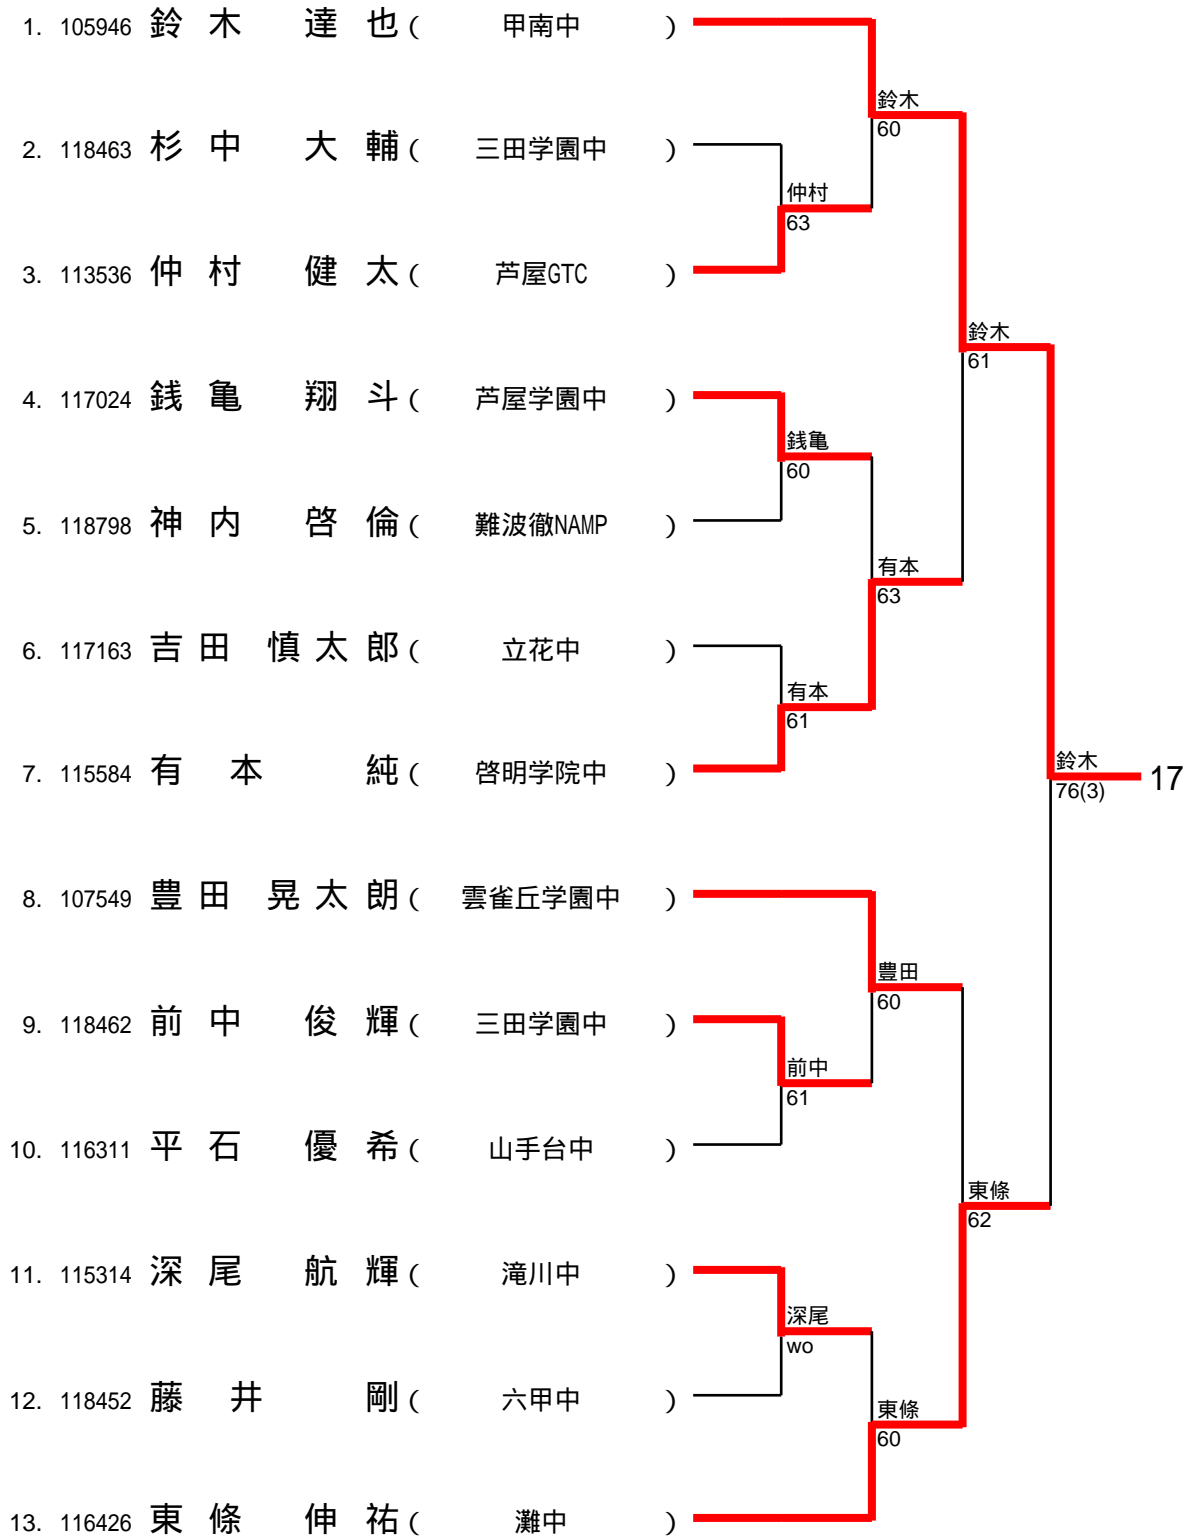 1. 105946 鈴木 達也 ( 甲南中 )
鈴木
60
2. 118463 杉中 大輔 ( 三田学園中 )
仲村
63
3. 113536 仲村 健太 ( 芦屋GTC )
鈴木
61
4. 117024 銭亀 翔斗 ( 芦屋学園中 )
銭亀
60
5. 118798 神内 啓倫 ( 難波徹NAMP )
有本
63
6. 117163 吉田 慎太郎 ( 立花中 )
有本
61
7. 115584 有本 純 ( 啓明学院中 )
鈴木
76(3)
17
8. 107549 豊田 晃太朗 ( 雲雀丘学園中 )
豊田
60
9. 118462 前中 俊輝 ( 三田学園中 )
前中
61
10. 116311 平石 優希 ( 山手台中 )
東條
62
11. 115314 深尾 航輝 ( 滝川中 )
深尾
wo
12. 118452 藤井 剛 ( 六甲中 )
東條
60
13. 116426 東條 伸祐 ( 灘中 )